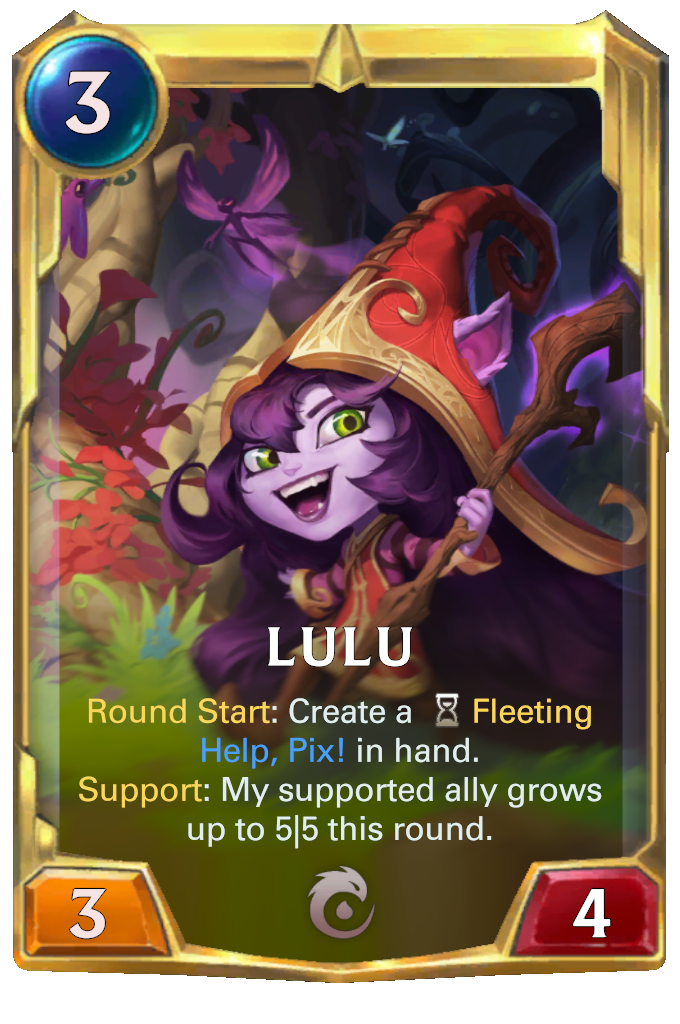 3
LULU
Round Start: Create a Fleeting
Help, Pix! in hand.
Support: My supported ally grows
up to 5|5 this round.
3
4